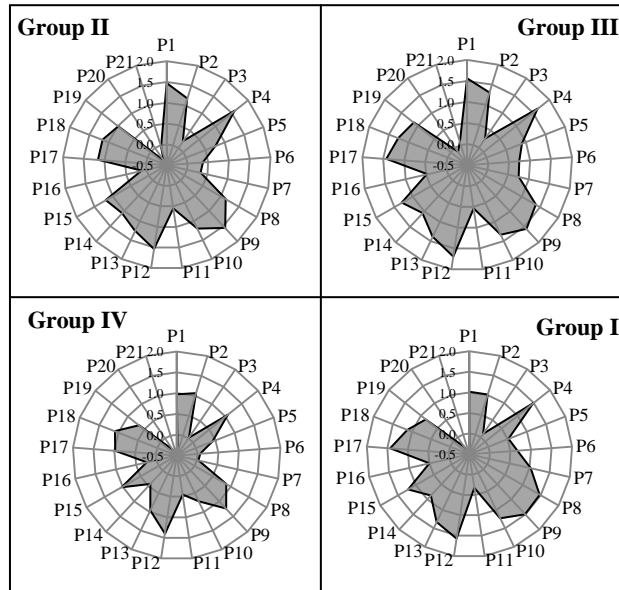 Group II
P1
P2
P3
P4
P5
P6
P7
P8
P9
P10
P11
P12
P13
P14
P15
P16
P17
P18
P19
P20
P21
2.0
1.5
1.0
0.5
0.0
-0.5
Group III
P1
P2
P3
P4
P5
P6
P7
P8
P9
P10
P11
P12
P13
P14
P15
P16
P17
P18
P19
P20
P21
2.0
1.5
1.0
0.5
0.0
-0.5
Group IV
P1
P2
P3
P4
P5
P6
P7
P8
P9
P10
P11
P12
P13
P14
P15
P16
P17
P18
P19
P20
P21
2.0
1.5
1.0
0.5
0.0
-0.5
Group I
P1
P2
P3
P4
P5
P6
P7
P8
P9
P10
P11
P12
P13
P14
P15
P16
P17
P18
P19
P20
P21
2.0
1.5
1.0
0.5
0.0
-0.5